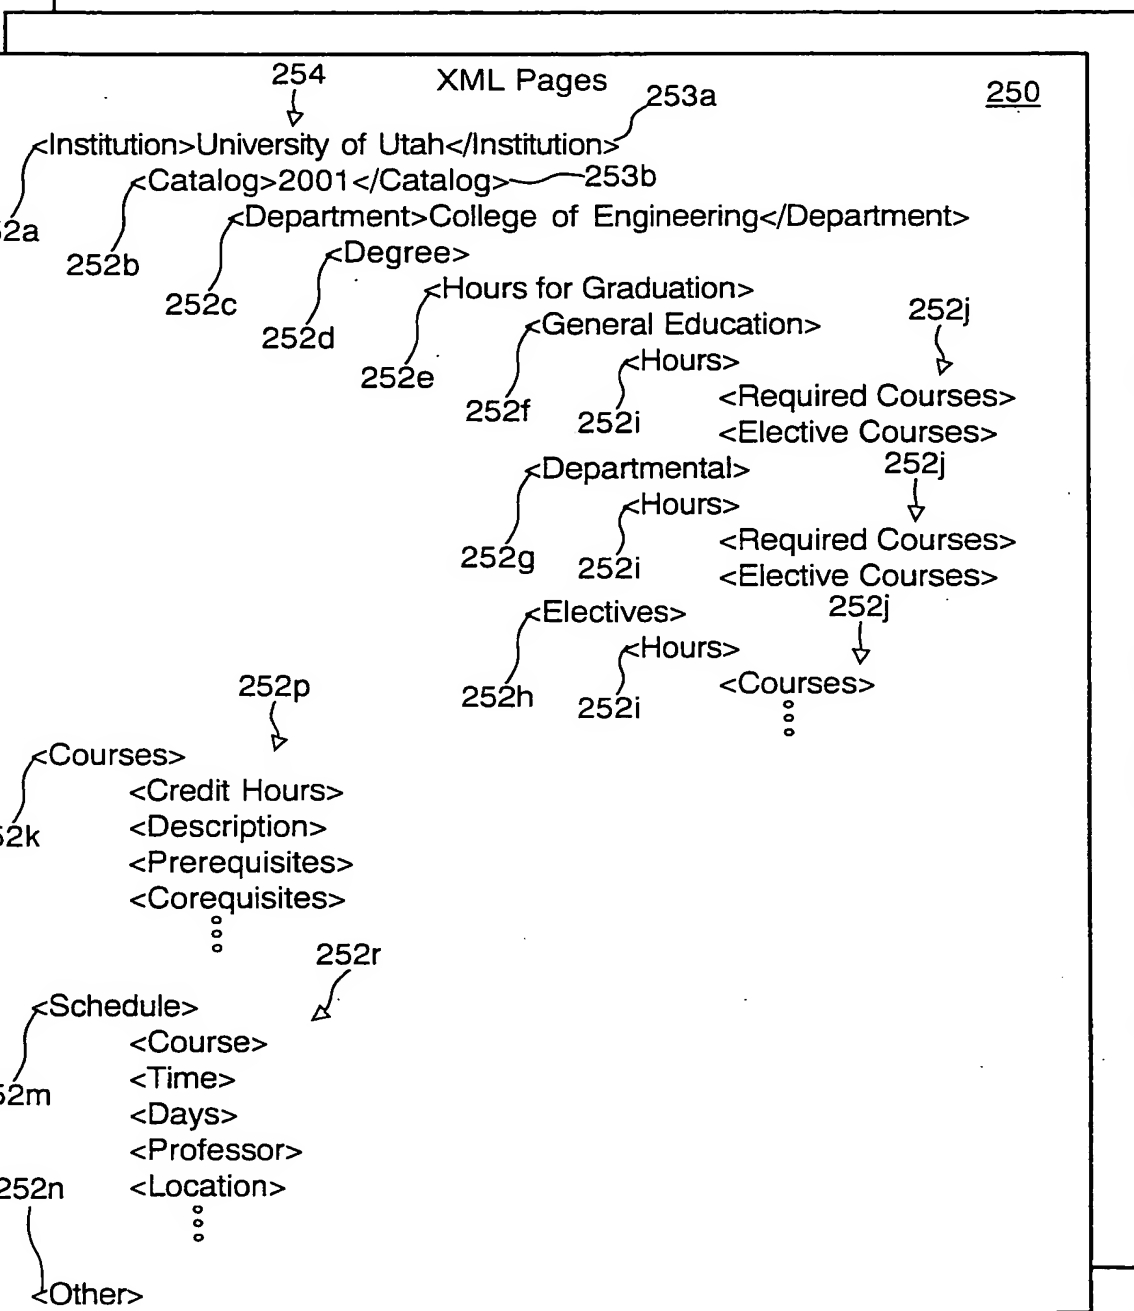 254 XML Pages 253a 250
<Institution>University of Utah</Institution>
<Catalog>2001</Catalog> 253b
52a <Department>College of Engineering</Department>
252b <Degree>
252c <Hours for Graduation>
252d <General Education> 252j
252e <Hours>
252f 252i <Required Courses>
<Elective Courses>
<Departmental> 252j
<Hours>
252g 252i <Required Courses>
<Elective Courses>
<Electives> 252j
<Hours>
252p 252h 252i <Courses>
<Courses>
<Credit Hours>
52k <Description>
<Prerequisites>
<Corequisites>
252r
<Schedule>
<Course>
<Time>
52m <Days>
<Professor>
252n <Location>
<Other>